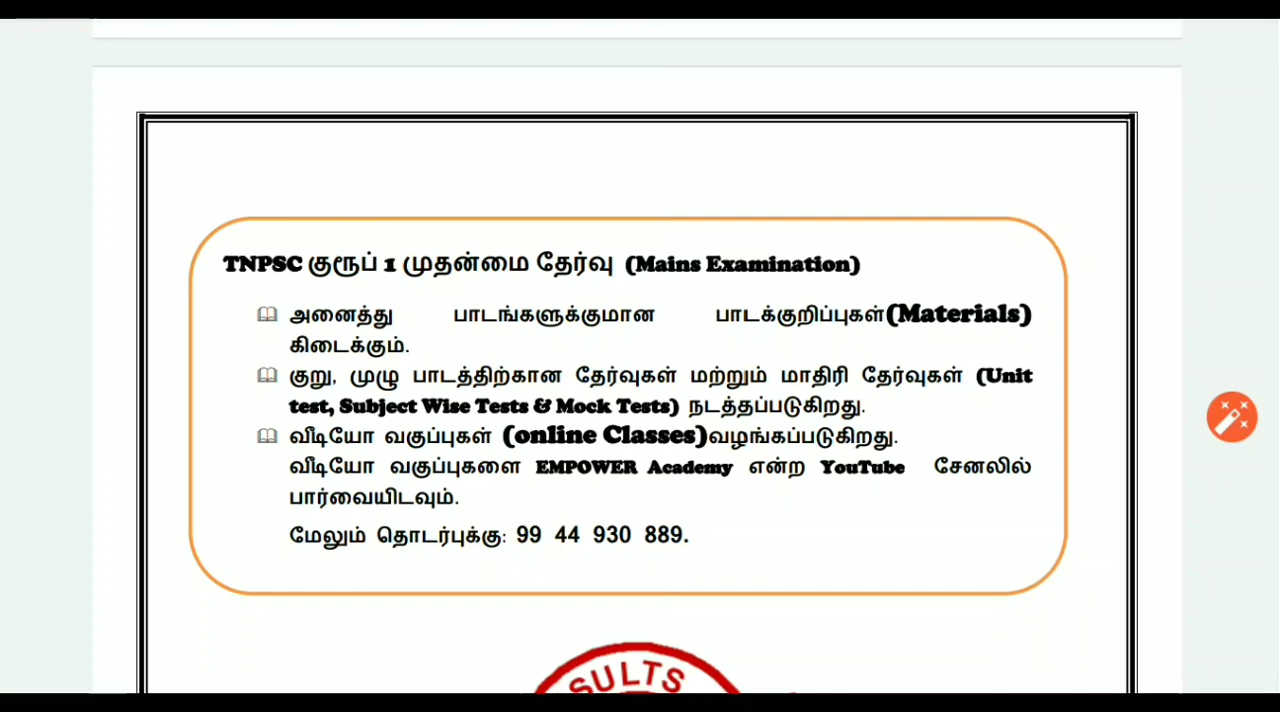 TNPSC குரூப் 1 முதன்மை தேர்வு (Mains Examination)
அனைத்து பாடங்களுக்குமான பாடக்குறிப்புகள்(Materials)
கிடைக்கும்.
குறு, முழு பாடத்திற்கான தேர்வுகள் மற்றும் மாதிரி தேர்வுகள் (Unit
test, Subject Wise Tests & Mock Tests) நடத்தப்படுகிறது.
வீடியோ வகுப்புகள் (online Classes)வழங்கப்படுகிறது.
வீடியோ வகுப்புகளை EMPOWER Academy என்ற YouTube சேனலில்
பார்வையிடவும்.
மேலும் தொடர்புக்கு: 99 44 930 889.
SULTS